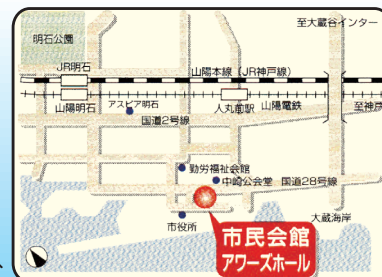 至大蔵谷インター
明石公園
JR明石
山陽本線（JR神戸線）
山陽明石
アスピア明石
人丸前駅
山陽電鉄
至神戸
国道2号線
勤労福祉会館
中崎公会堂
国道28号線
市役所
大蔵海岸
市民会館
アワーズホール